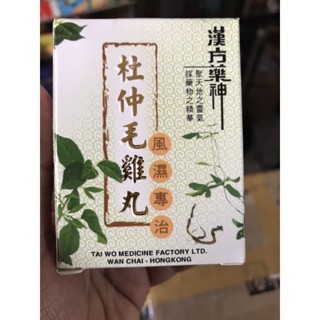 漢方藥神
聚天地之靈氣
採藥物之精華
杜仲毛雞丸
風濕專治
TAI WO MEDICINE FACTORY LTD.
WAN CHAI - HONGKONG